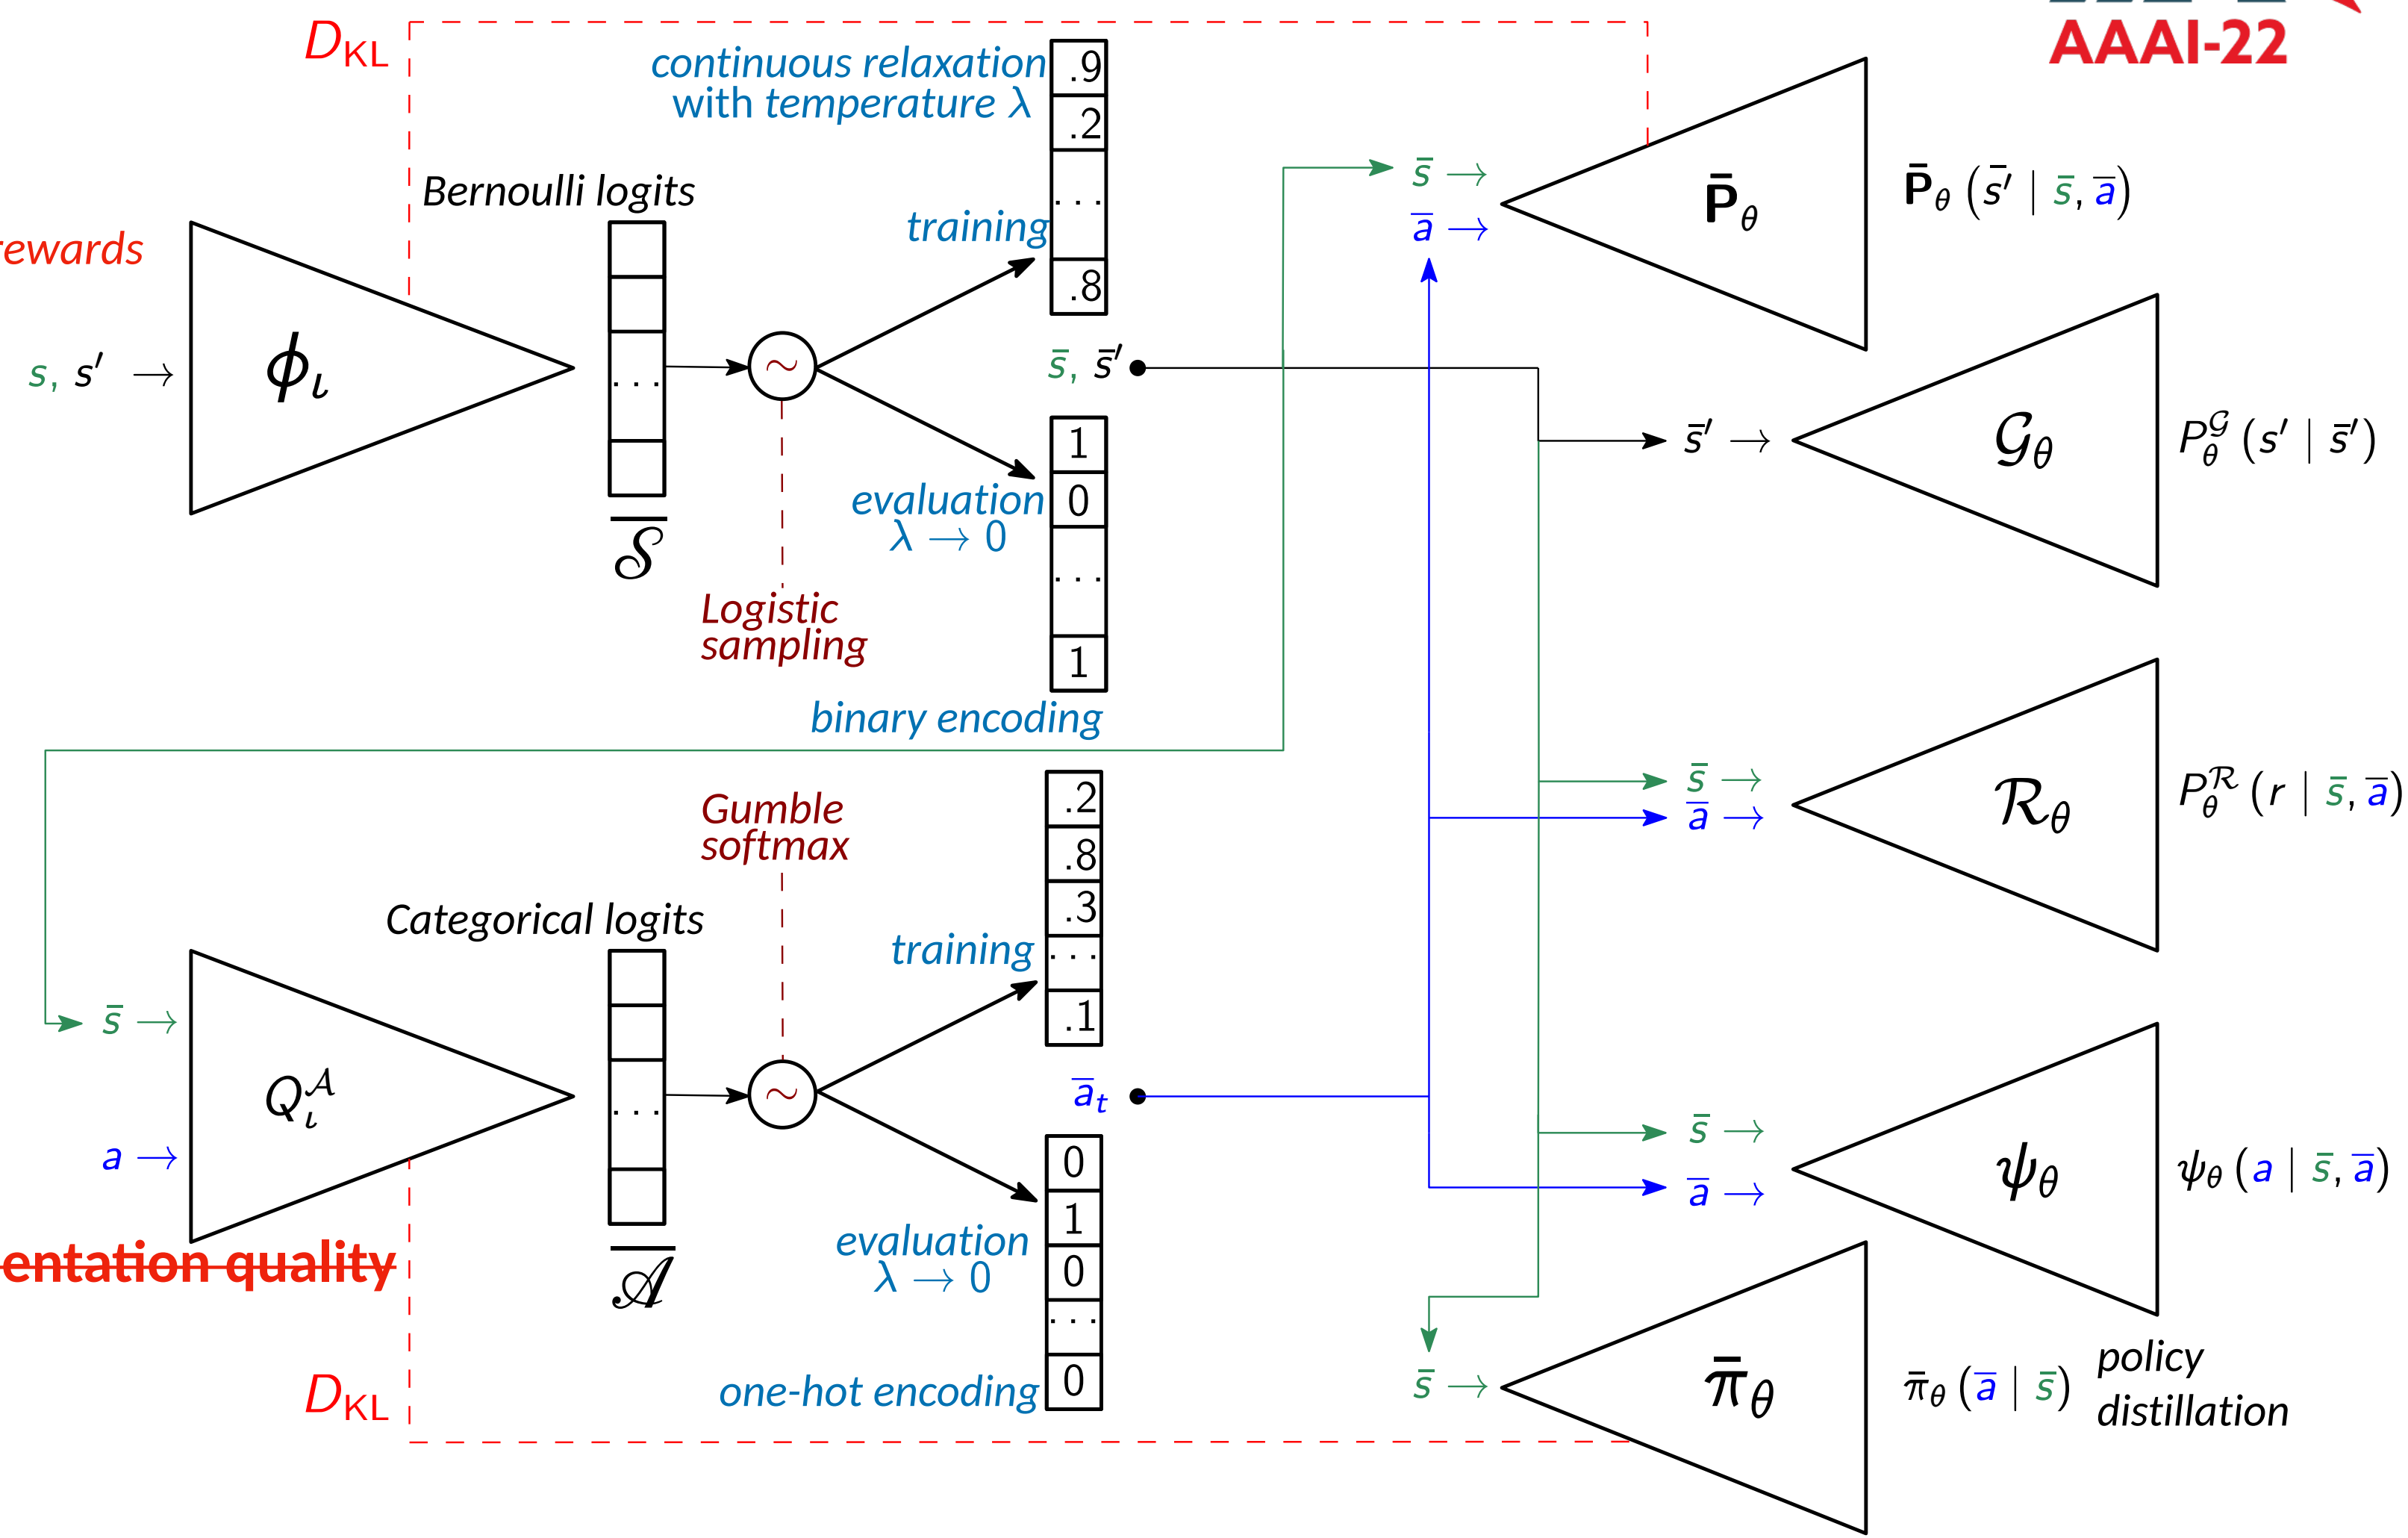 AAAI-22
D_KL
continuous relaxation
with temperature λ
.9
.2
...
.8
Bernoulli logits
training
rewards
s, s′ →
ϕ_ι
...
~
s̄, s̄′
𝒮̄
evaluation
λ → 0
1
0
...
1
Logistic
sampling
binary encoding
s̄ →
ā →
P̄_θ
P̄_θ (s̄′ | s̄, ā)
s̄′ →
𝒢_θ
P_θ^𝒢 (s′ | s̄′)
s̄ →
ā →
ℛ_θ
P_θ^ℛ (r | s̄, ā)
Gumble
softmax
.2
.8
.3
...
.1
Categorical logits
training
s̄ →
a →
Q_ι^𝒜
...
~
ā_t
𝒜̄
evaluation
λ → 0
0
1
0
...
0
one-hot encoding
entation quality
D_KL
s̄ →
ā →
ψ_θ
ψ_θ (a | s̄, ā)
s̄ →
π̄_θ
π̄_θ (ā | s̄)
policy
distillation